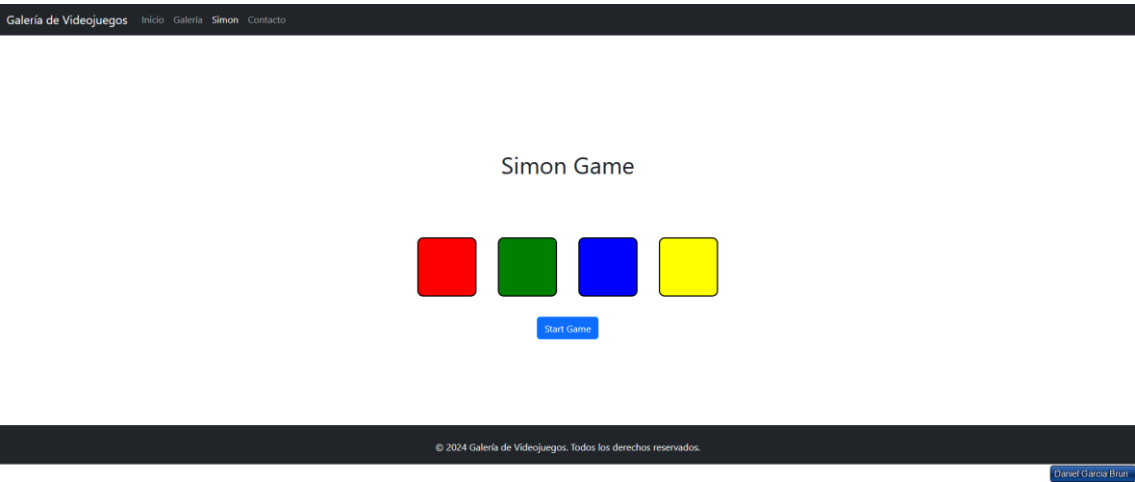 Galería de Videojuegos Inicio Galería Simon Contacto
Simon Game
Start Game
© 2024 Galería de Videojuegos. Todos los derechos reservados.
Daniel Garcia Brun